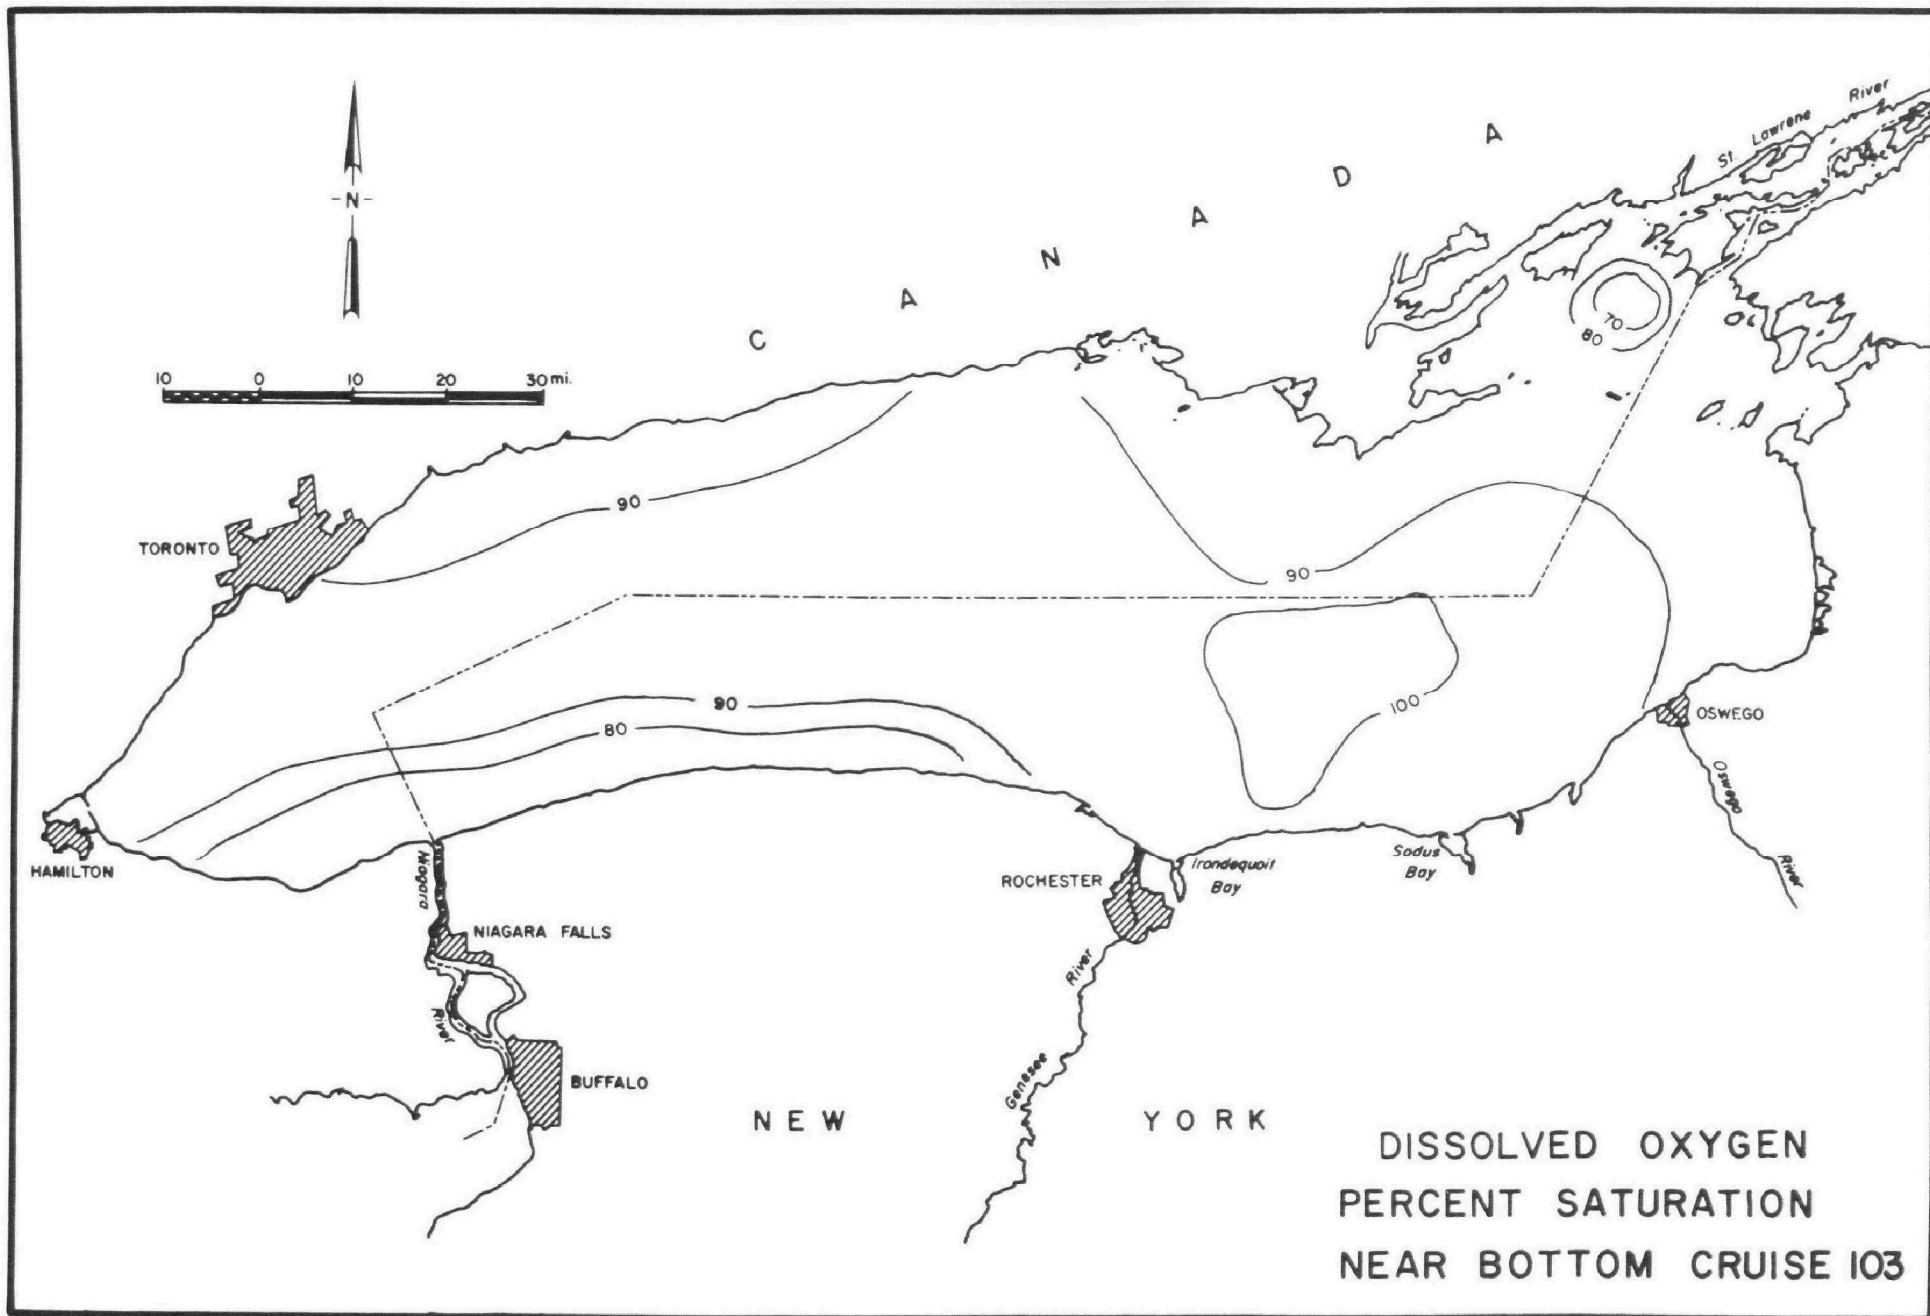 St. Lawrene River
C A N A D A
-N-
10 0 10 20 30 mi.
70
80
90
TORONTO
90
90
80
100
OSWEGO
Oswego River
HAMILTON
Niagara River
NIAGARA FALLS
ROCHESTER
Irondequoit
Bay
Sodus
Bay
Genesee River
BUFFALO
NEW YORK
DISSOLVED OXYGEN
PERCENT SATURATION
NEAR BOTTOM CRUISE 103